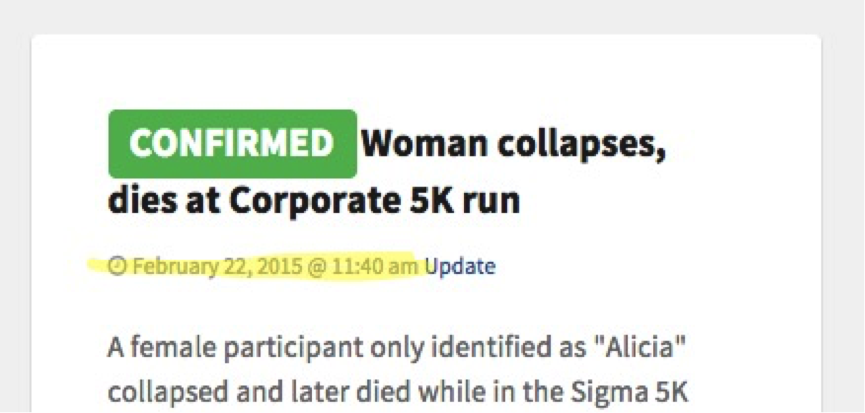 CONFIRMED Woman collapses,
dies at Corporate 5K run
February 22, 2015 @ 11:40 am Update
A female participant only identified as "Alicia"
collapsed and later died while in the Sigma 5K